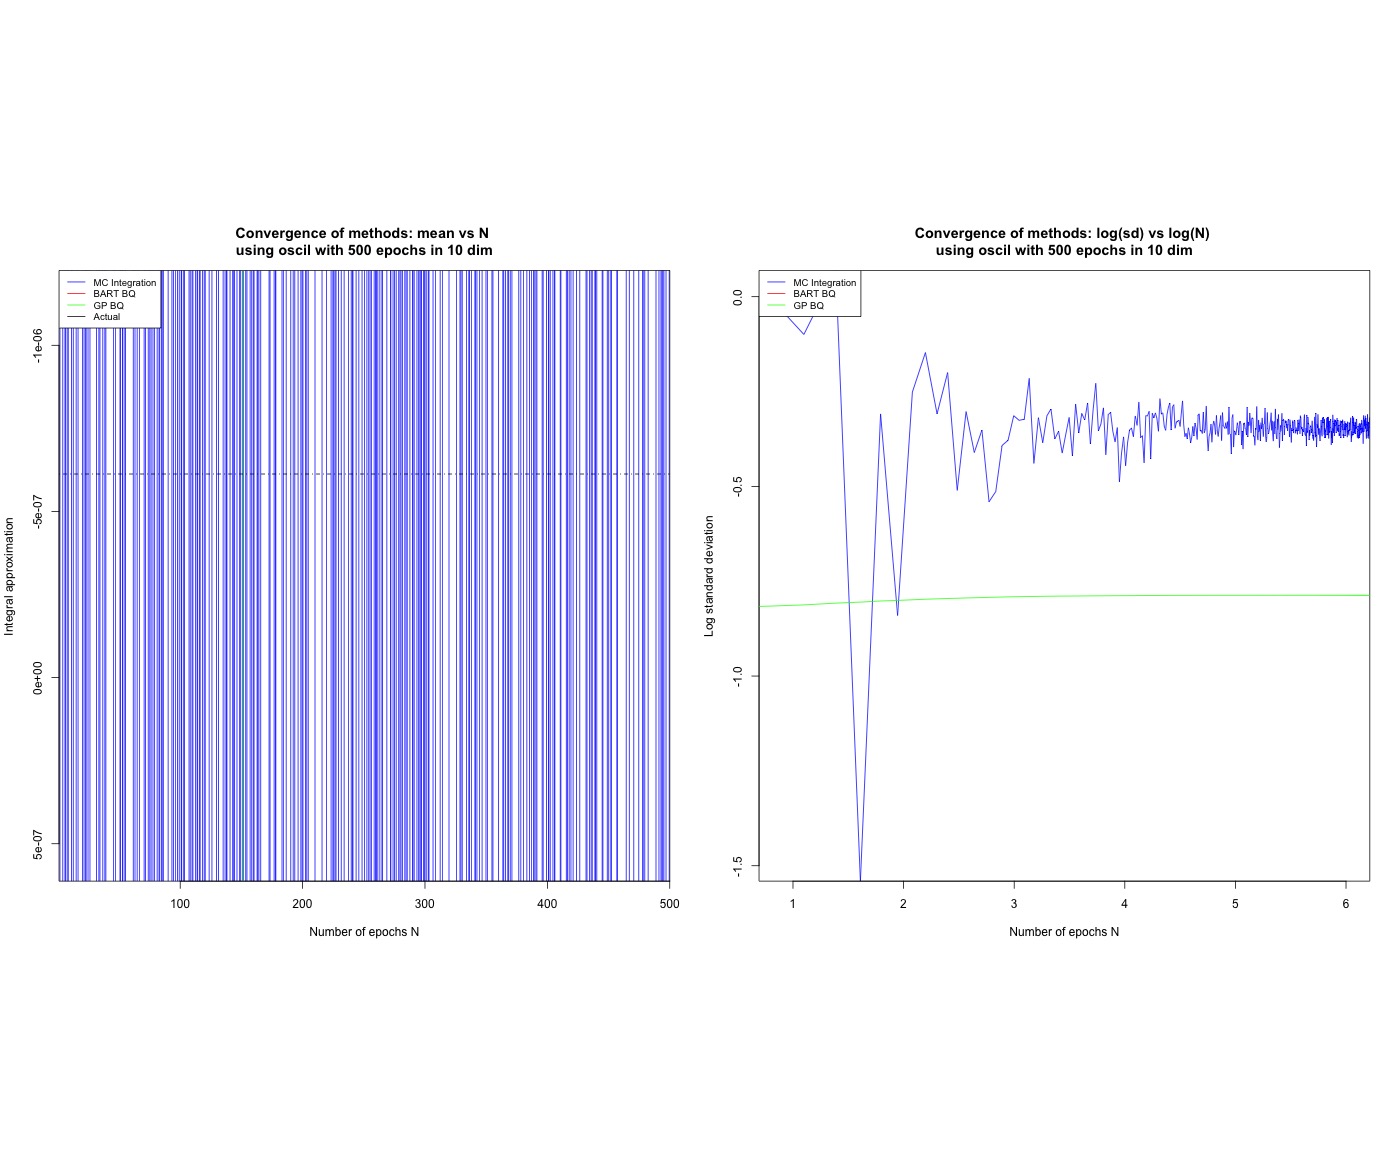 Convergence of methods: mean vs N
using oscil with 500 epochs in 10 dim
MC Integration
BART BQ
GP BQ
Actual
Integral approximation
-1e-06
-5e-07
0e+00
5e-07
100
200
300
400
500
Number of epochs N
Convergence of methods: log(sd) vs log(N)
using oscil with 500 epochs in 10 dim
MC Integration
BART BQ
GP BQ
Log standard deviation
0.0
-0.5
-1.0
-1.5
1
2
3
4
5
6
Number of epochs N